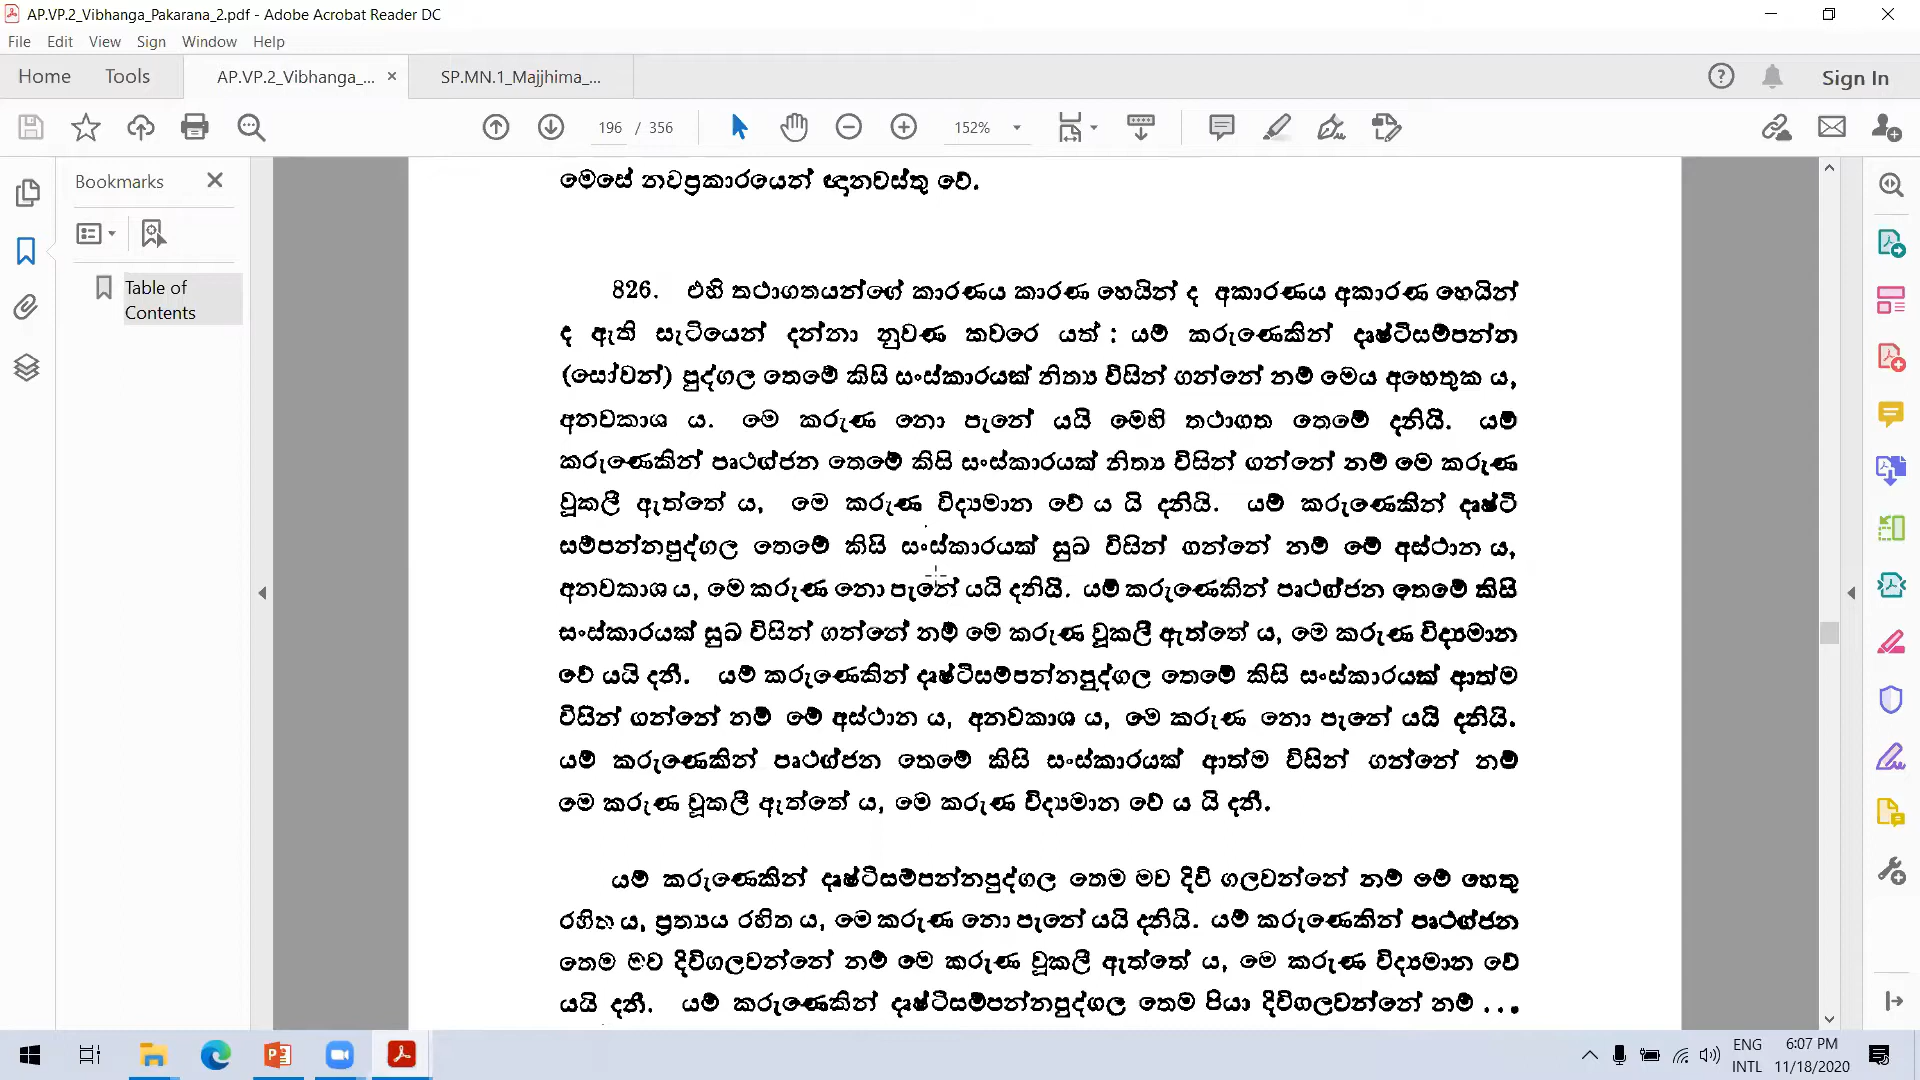 AP.VP.2_Vibhanga_Pakarana_2.pdf - Adobe Acrobat Reader DC
File Edit View Sign Window Help
Home Tools AP.VP.2_Vibhanga_... SP.MN.1_Majjhima_... Sign In
196 / 356 152%
Bookmarks
Table of
Contents
මෙසේ නවප්‍රකාරයෙන් ඥානවස්තු වේ.
826. එහි තථාගතයන්ගේ කාරණය කාරණ හෙයින් ද අකාරණය අකාරණ හෙයින්
ද ඇති සැටියෙන් දන්නා නුවණ කවරෙ යත් : යම් කරුණෙකින් දෘෂ්ටිසම්පන්න
(සෝවන්) පුද්ගල තෙමේ කිසි සංස්කාරයක් නිත්‍ය විසින් ගන්නේ නම් මෙය අහෙතුක ය,
අනවකාශ ය. මෙ කරුණ නො පැනේ යයි මෙහි තථාගත තෙමේ දනියි. යම්
කරුණෙකින් පෘථග්ජන තෙමේ කිසි සංස්කාරයක් නිත්‍ය විසින් ගන්නේ නම් මෙ කරුණ
වූකලී ඇත්තේ ය, මෙ කරුණ විද්‍යමාන වේ ය යි දනියි. යම් කරුණෙකින් දෘෂ්ටි
සම්පන්නපුද්ගල තෙමේ කිසි සංස්කාරයක් සුඛ විසින් ගන්නේ නම් මේ අස්ථාන ය,
අනවකාශ ය, මෙ කරුණ නො පැනේ යයි දනියි. යම් කරුණෙකින් පෘථග්ජන තෙමේ කිසි
සංස්කාරයක් සුඛ විසින් ගන්නේ නම් මෙ කරුණ වූකලී ඇත්තේ ය, මෙ කරුණ විද්‍යමාන
වේ යයි දනී. යම් කරුණෙකින් දෘෂ්ටිසම්පන්නපුද්ගල තෙමේ කිසි සංස්කාරයක් ආත්ම
විසින් ගන්නේ නම් මේ අස්ථාන ය, අනවකාශ ය, මෙ කරුණ නො පැනේ යයි දනියි.
යම් කරුණෙකින් පෘථග්ජන තෙමේ කිසි සංස්කාරයක් ආත්ම විසින් ගන්නේ නම්
මෙ කරුණ වූකලී ඇත්තේ ය, මෙ කරුණ විද්‍යමාන වේ ය යි දනී.
යම් කරුණෙකින් දෘෂ්ටිසම්පන්නපුද්ගල තෙම මව දිවි ගලවන්නේ නම් මේ හෙතු
රහිත ය, ප්‍රත්‍යය රහිත ය, මෙ කරුණ නො පැනේ යයි දනියි. යම් කරුණෙකින් පෘථග්ජන
තෙම මව දිවිගලවන්නේ නම් මෙ කරුණ වූකලී ඇත්තේ ය, මෙ කරුණ විද්‍යමාන වේ
යයි දනී. යම් කරුණෙකින් දෘෂ්ටිසම්පන්නපුද්ගල තෙම පියා දිවිගලවන්නේ නම් ...
ENG
INTL
6:07 PM
11/18/2020